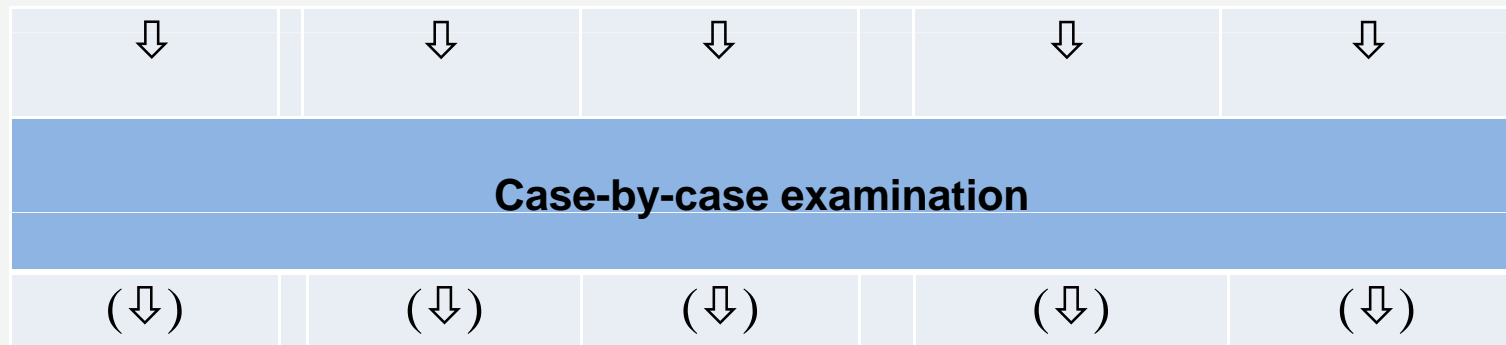 ⇩ ⇩ ⇩ ⇩ ⇩
Case-by-case examination
(⇩) (⇩) (⇩) (⇩) (⇩)